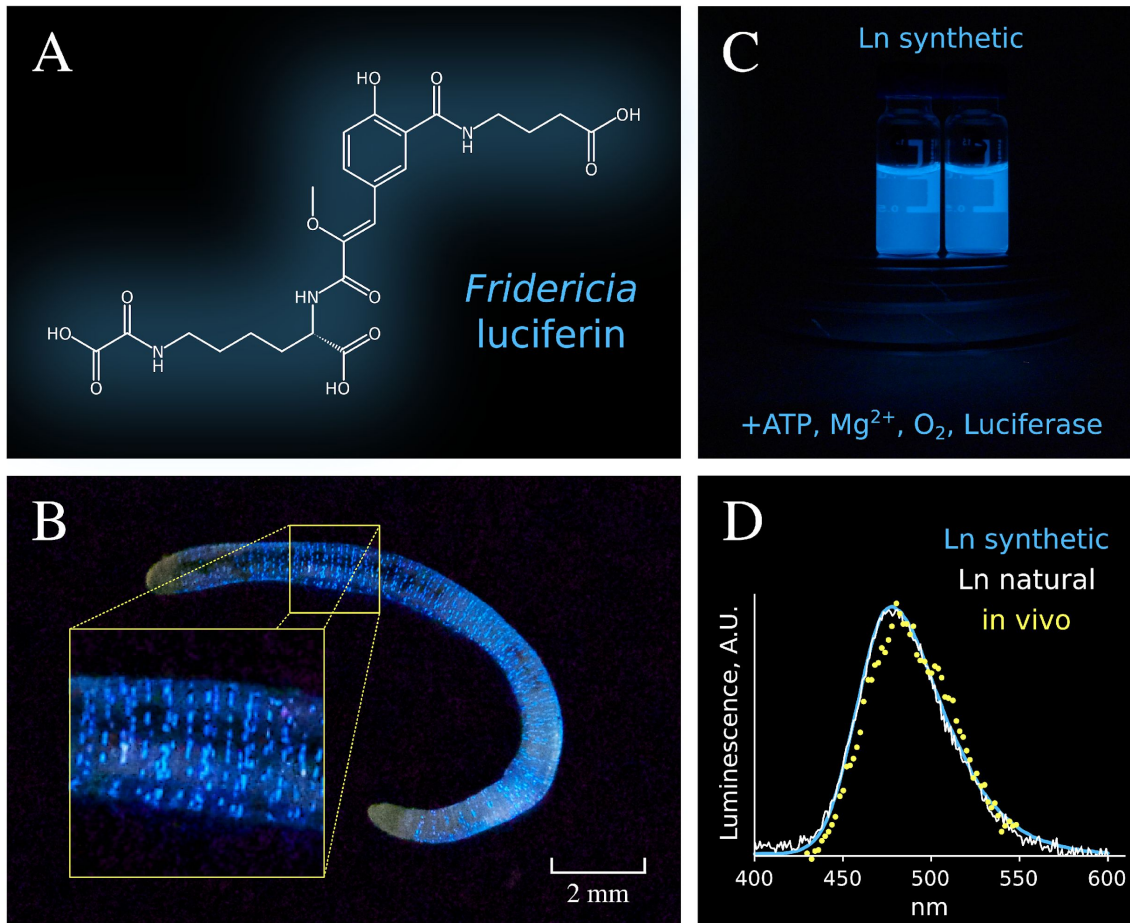 A
HO
O
OH
N
H
O
O
O
HN
O
O
HO
N
H
O
O
HO
Fridericia
luciferin
C
Ln synthetic
+ATP, Mg²⁺, O₂, Luciferase
B
2 mm
D
Ln synthetic
Ln natural
in vivo
Luminescence, A.U.
400 450 500 550 600
nm